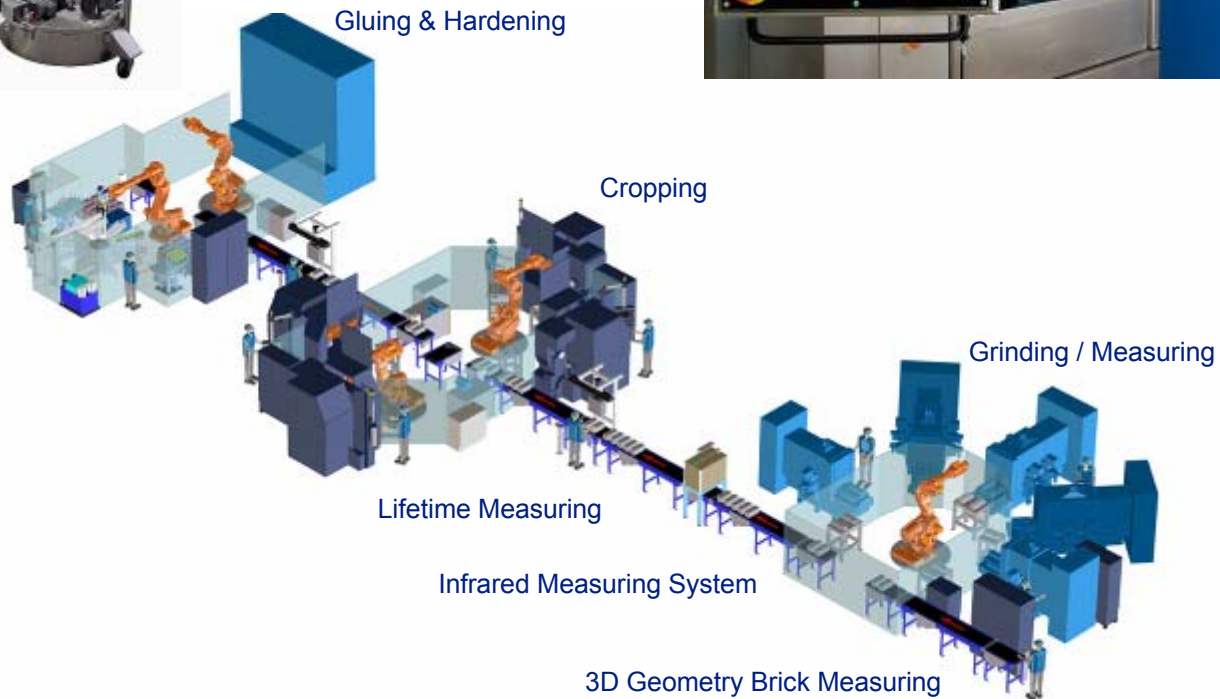 Gluing & Hardening
Cropping
Grinding / Measuring
Lifetime Measuring
Infrared Measuring System
3D Geometry Brick Measuring